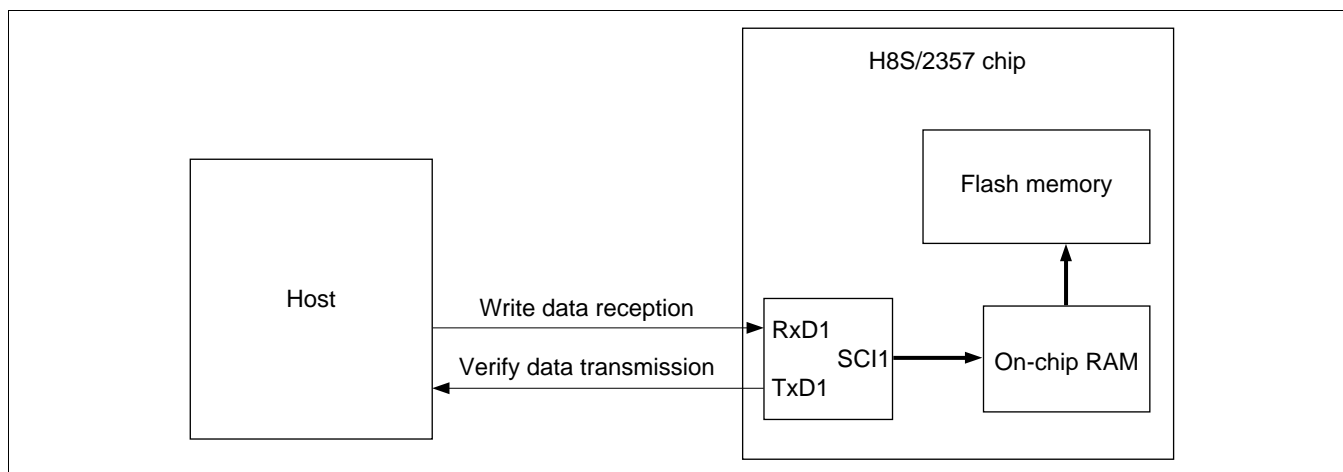 H8S/2357 chip
Flash memory
Host
Write data reception
RxD1
SCI1
On-chip RAM
Verify data transmission
TxD1